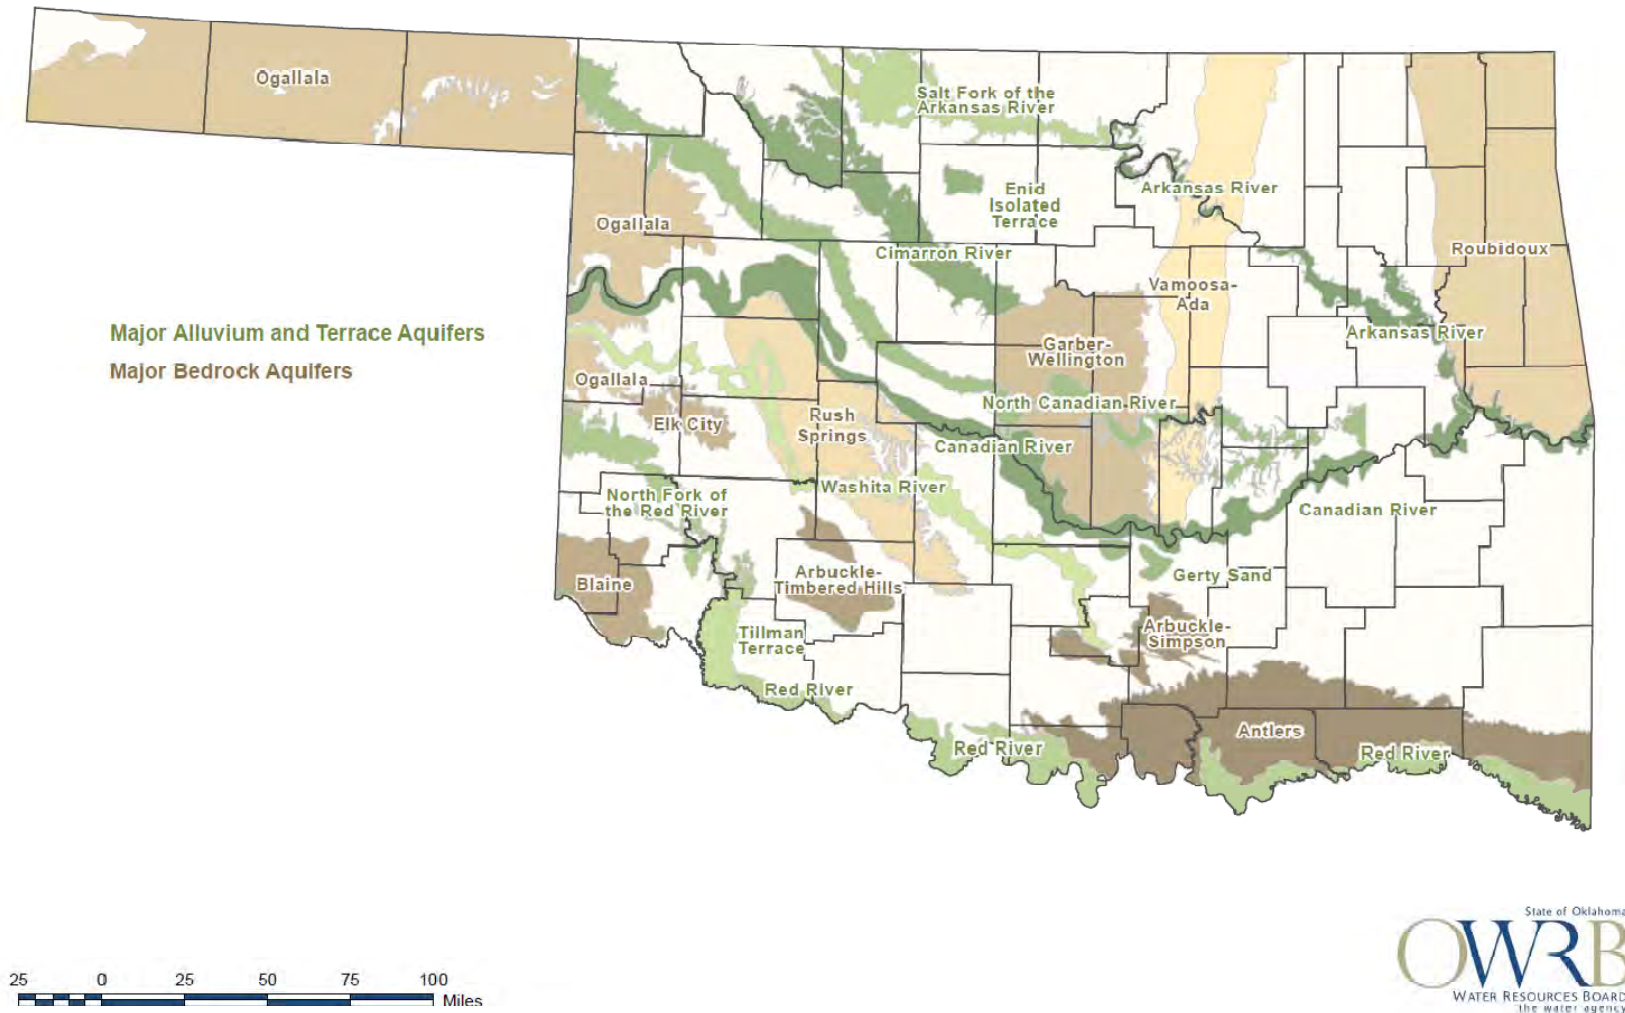 Ogallala
Salt Fork of the
Arkansas River
Enid
Isolated
Terrace
Arkansas River
Ogallala
Cimarron River
Roubidoux
Vamoosa-
Ada
Major Alluvium and Terrace Aquifers
Major Bedrock Aquifers
Arkansas River
Garber-
Wellington
Ogallala
North Canadian River
Elk City
Rush
Springs
Canadian River
Washita River
North Fork of
the Red River
Canadian River
Blaine
Arbuckle-
Timbered Hills
Gerty Sand
Tillman
Terrace
Arbuckle-
Simpson
Red River
Antlers
Red River
Red River
State of Oklahoma
OWRB
WATER RESOURCES BOARD
the water agency
25 0 25 50 75 100
Miles